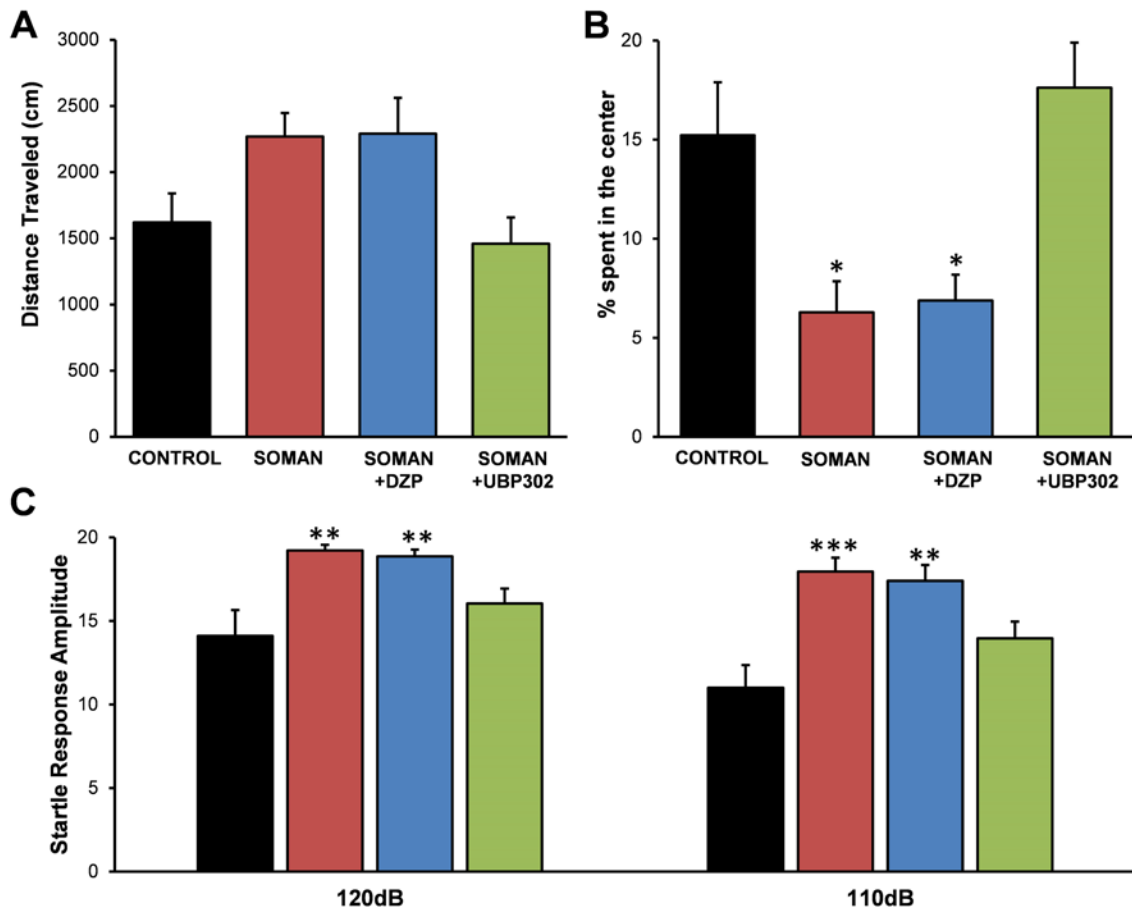 A
Distance Traveled (cm)
3000
2500
2000
1500
1000
500
0
CONTROL
SOMAN
SOMAN
+DZP
SOMAN
+UBP302
B
% spent in the center
20
15
10
5
0
*
*
CONTROL
SOMAN
SOMAN
+DZP
SOMAN
+UBP302
C
Startle Response Amplitude
20
15
10
5
0
**
**
***
**
120dB
110dB